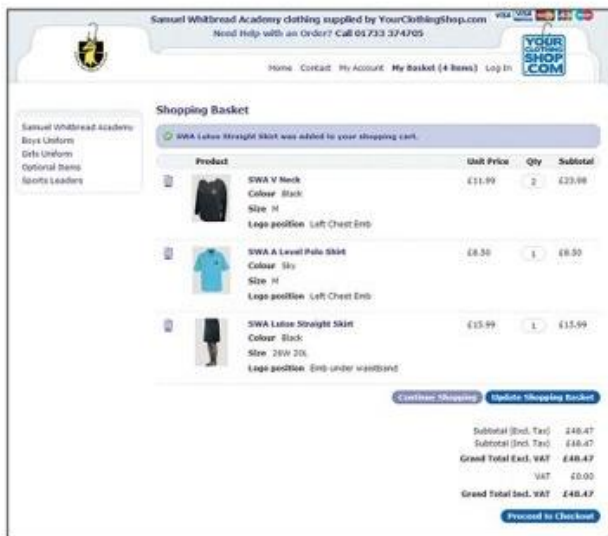 Samuel Whitbread Academy clothing supplied by YourClothingShop.com
Need Help with an Order? Call 01733 374705
YOUR
CLOTHING
SHOP
.COM
Home Contact My Account My Basket (4 items) Log In
Samuel Whitbread Academy
Boys Uniform
Girls Uniform
Optional Items
Sports Leaders
Shopping Basket
SWA Luton Straight Skirt was added to your shopping cart.
Product Unit Price Qty Subtotal
SWA V Neck £11.99 2 £23.98
Colour Black
Size M
Logo position Left Chest Emb
SWA A Level Polo Shirt £8.50 1 £8.50
Colour Sky
Size M
Logo position Left Chest Emb
SWA Luton Straight Skirt £15.99 1 £15.99
Colour Black
Size 26W 20L
Logo position Emb under waistband
Continue Shopping Update Shopping Basket
Subtotal (Excl. Tax) £48.47
Subtotal (Incl. Tax) £48.47
Grand Total Excl. VAT £48.47
VAT £0.00
Grand Total Incl. VAT £48.47
Proceed to Checkout